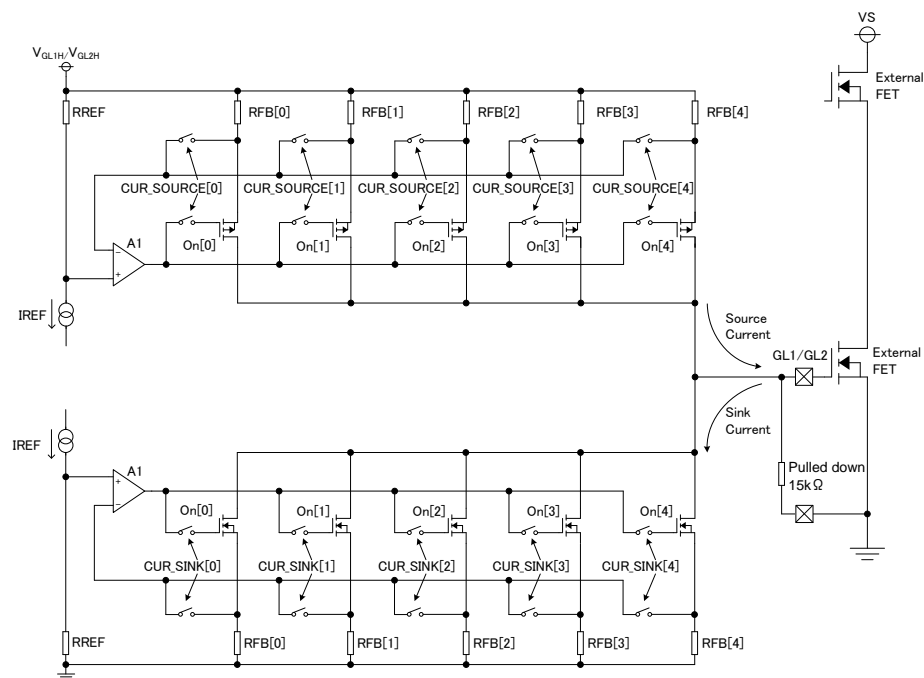 VS
V_GL1H/V_GL2H
External
FET
RREF
RFB[0]
RFB[1]
RFB[2]
RFB[3]
RFB[4]
CUR_SOURCE[0]
CUR_SOURCE[1]
CUR_SOURCE[2]
CUR_SOURCE[3]
CUR_SOURCE[4]
A1
On[0]
On[1]
On[2]
On[3]
On[4]
−
+
IREF
Source
Current
GL1/GL2
External
FET
Sink
Current
IREF
A1
+
−
On[0]
On[1]
On[2]
On[3]
On[4]
Pulled down
15kΩ
CUR_SINK[0]
CUR_SINK[1]
CUR_SINK[2]
CUR_SINK[3]
CUR_SINK[4]
RREF
RFB[0]
RFB[1]
RFB[2]
RFB[3]
RFB[4]